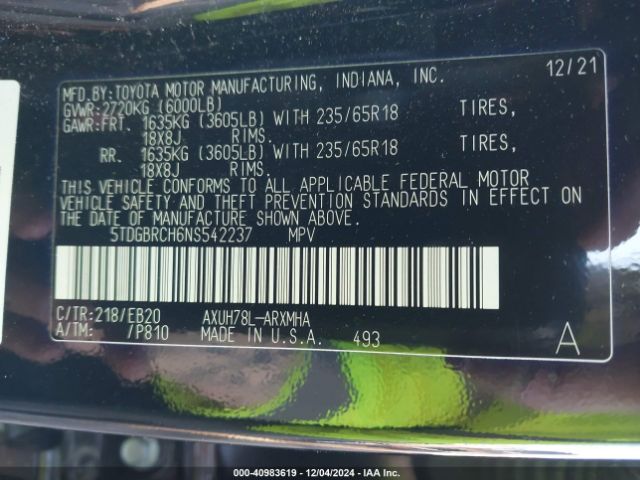 MFD.BY:TOYOTA MOTOR MANUFACTURING, INDIANA, INC. 12/21
GVWR:2720KG (6000LB)
GAWR:FRT. 1635KG (3605LB) WITH 235/65R18 TIRES,
18X8J RIMS.
RR. 1635KG (3605LB) WITH 235/65R18 TIRES,
18X8J RIMS.
THIS VEHICLE CONFORMS TO ALL APPLICABLE FEDERAL MOTOR
VEHICLE SAFETY AND THEFT PREVENTION STANDARDS IN EFFECT ON
THE DATE OF MANUFACTURE SHOWN ABOVE.
5TDGBRCH6NS542237 MPV
C/TR:218/EB20 AXUH78L-ARXMHA
A/TM: /P810 MADE IN U.S.A. 493 A
000-40983619 - 12/04/2024 - IAA Inc.